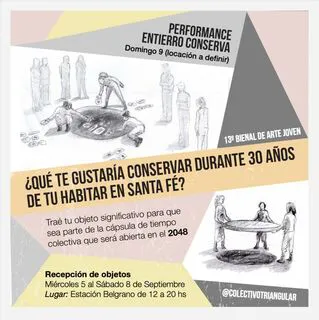 PERFORMANCE
ENTIERRO CONSERVA
Domingo 9 (locación a definir)
13º BIENAL DE ARTE JOVEN
¿QUÉ TE GUSTARÍA CONSERVAR DURANTE 30 AÑOS
DE TU HABITAR EN SANTA FÉ?
Traé tu objeto significativo para que
sea parte de la cápsula de tiempo
colectiva que será abierta en el 2048
Recepción de objetos
Miércoles 5 al Sábado 8 de Septiembre
Lugar: Estación Belgrano de 12 a 20 hs
@COLECTIVOTRIANGULAR